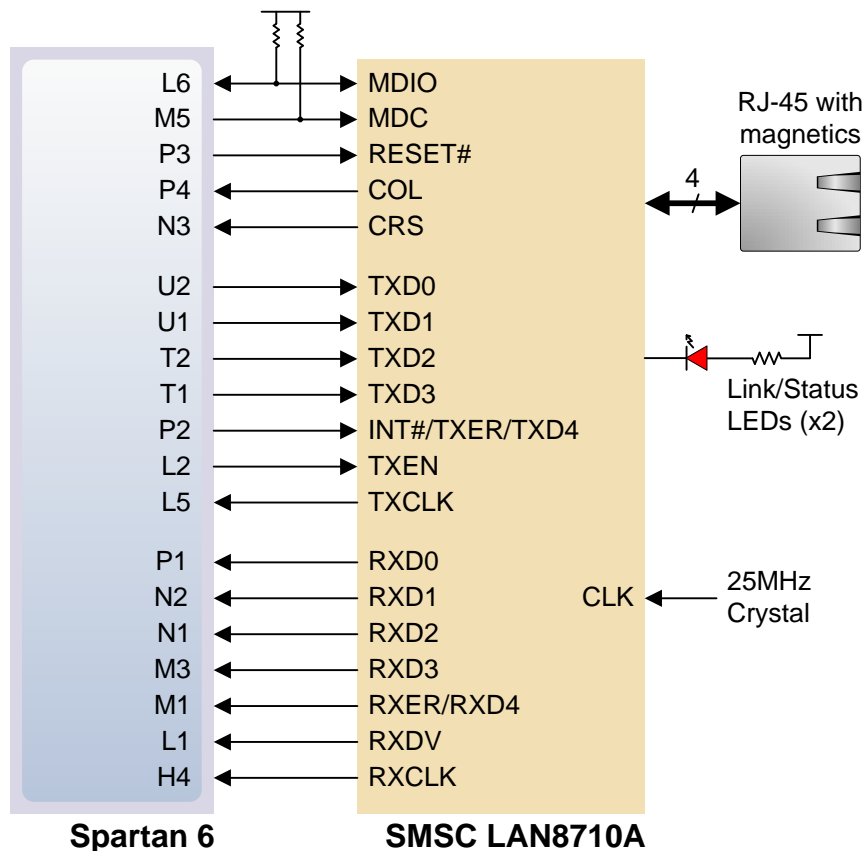 L6 MDIO
M5 MDC
P3 RESET#
P4 COL
N3 CRS
U2 TXD0
U1 TXD1
T2 TXD2
T1 TXD3
P2 INT#/TXER/TXD4
L2 TXEN
L5 TXCLK
P1 RXD0
N2 RXD1
N1 RXD2
M3 RXD3
M1 RXER/RXD4
L1 RXDV
H4 RXCLK
RJ-45 with
magnetics
4
Link/Status
LEDs (x2)
CLK
25MHz
Crystal
Spartan 6
SMSC LAN8710A